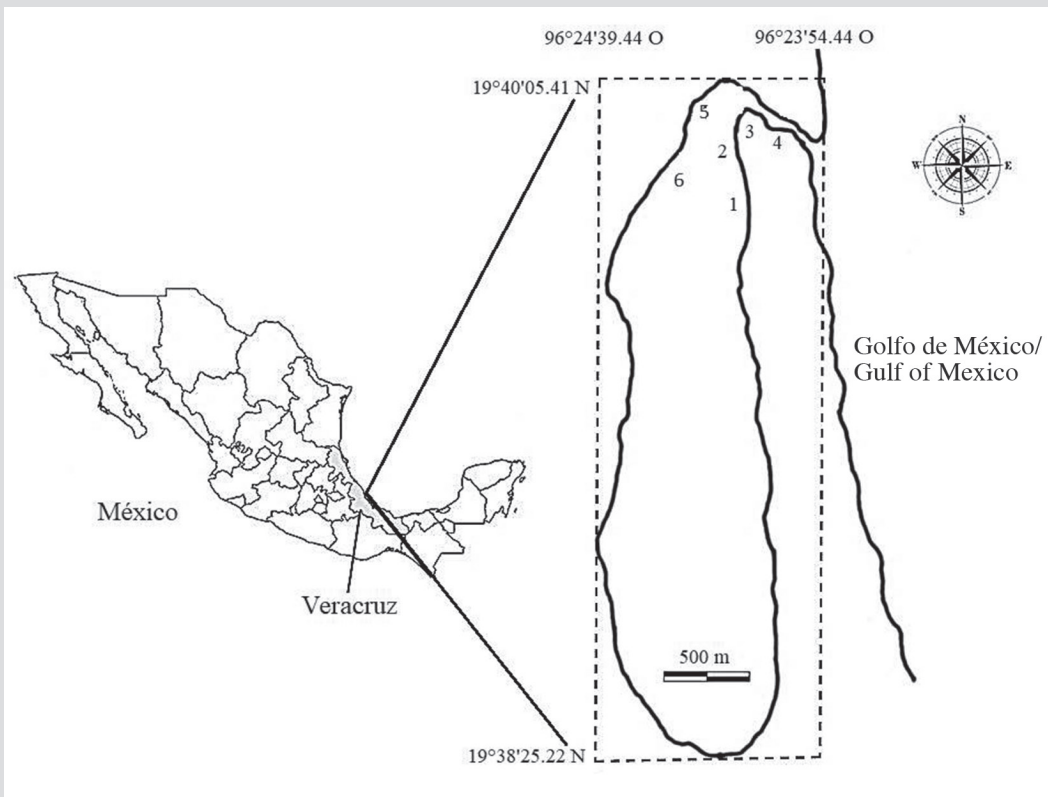 96°24'39.44 O
96°23'54.44 O
19°40'05.41 N
5
3
4
2
6
1
N
W
E
S
Golfo de México/
Gulf of Mexico
México
Veracruz
500 m
19°38'25.22 N